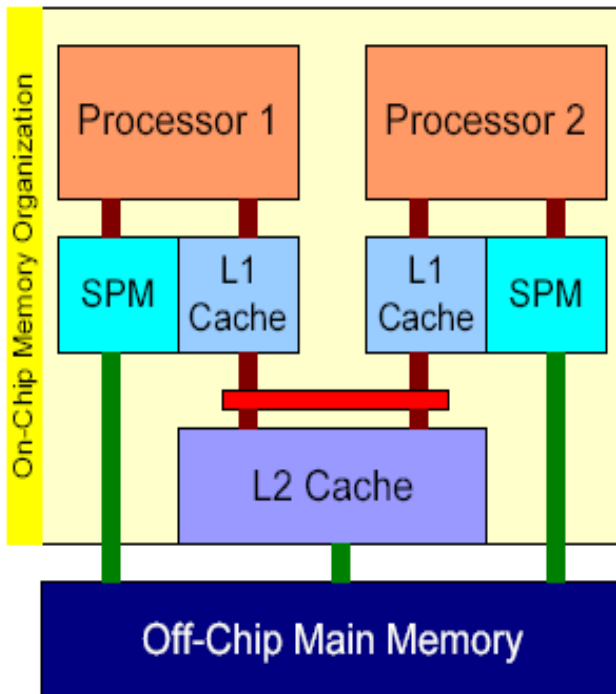 On-Chip Memory Organization
Processor 1
Processor 2
SPM
L1
Cache
L1
Cache
SPM
L2 Cache
Off-Chip Main Memory